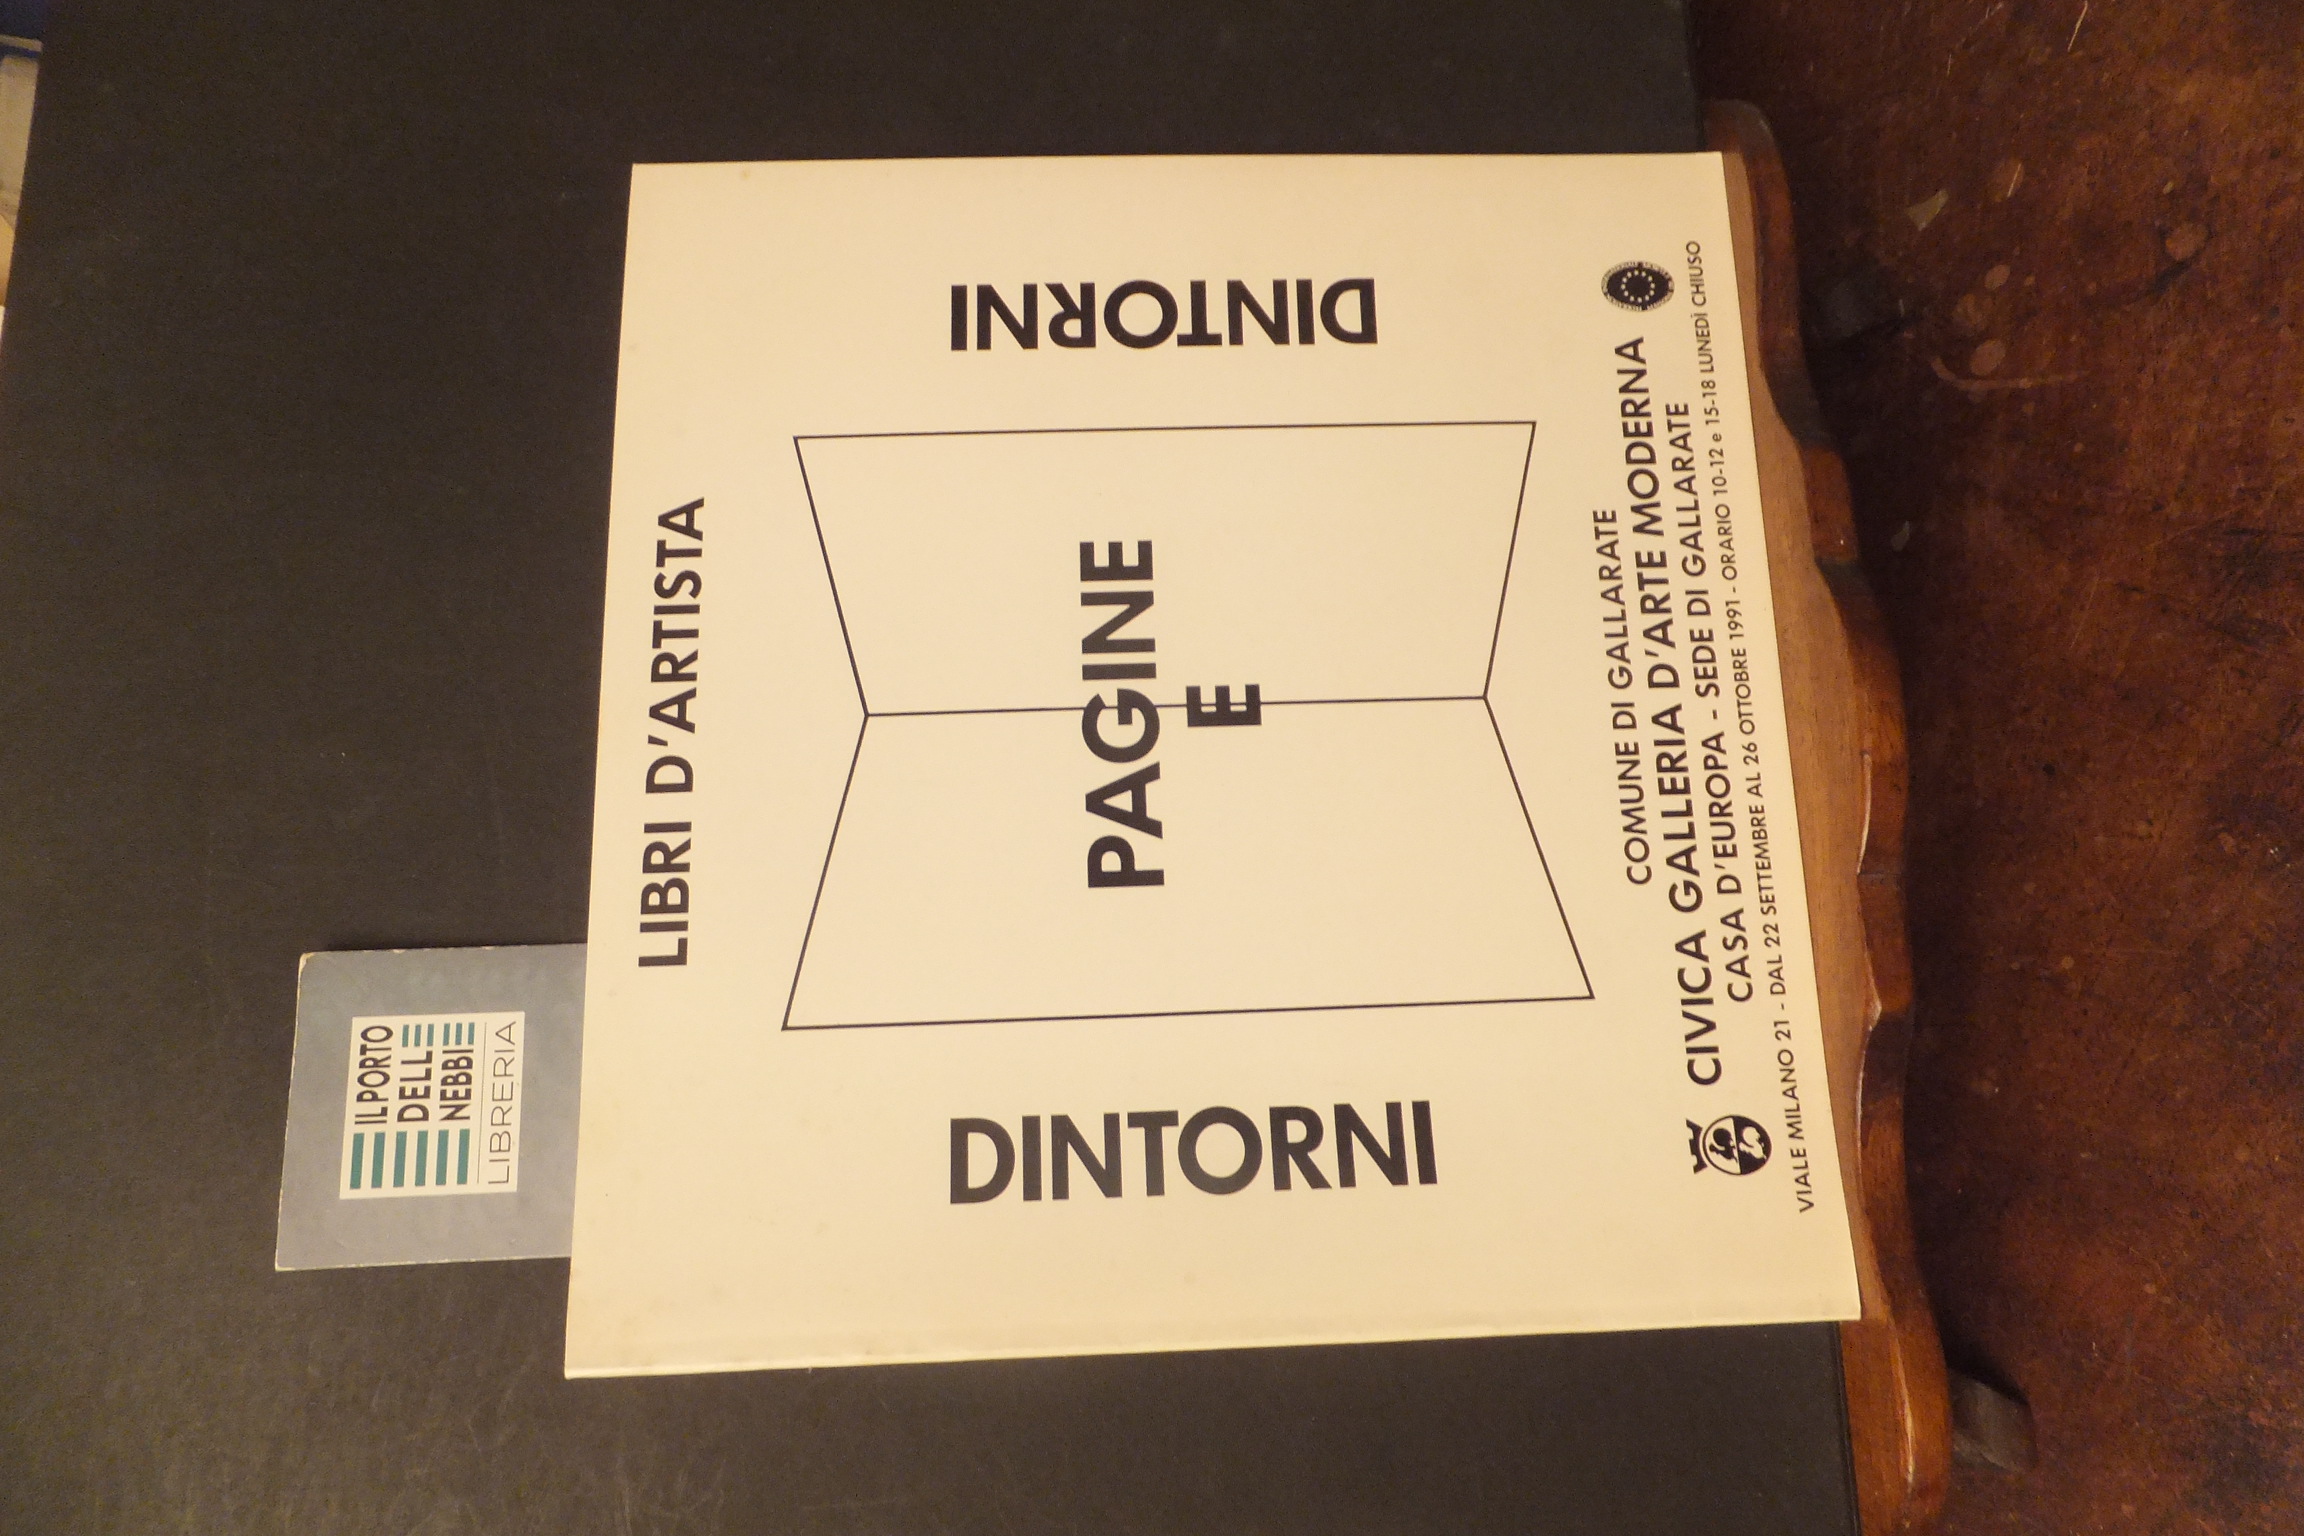 LIBRI D'ARTISTA
DINTORNI
PAGINE
E
DINTORNI
COMUNE DI GALLARATE
CIVICA GALLERIA D'ARTE MODERNA
CASA D'EUROPA - SEDE DI GALLARATE
VIALE MILANO 21 - DAL 22 SETTEMBRE AL 26 OTTOBRE 1991 - ORARIO 10-12 e 15-18 LUNEDÌ CHIUSO
IL PORTO
DELLE
NEBBIE
LIBRERIA